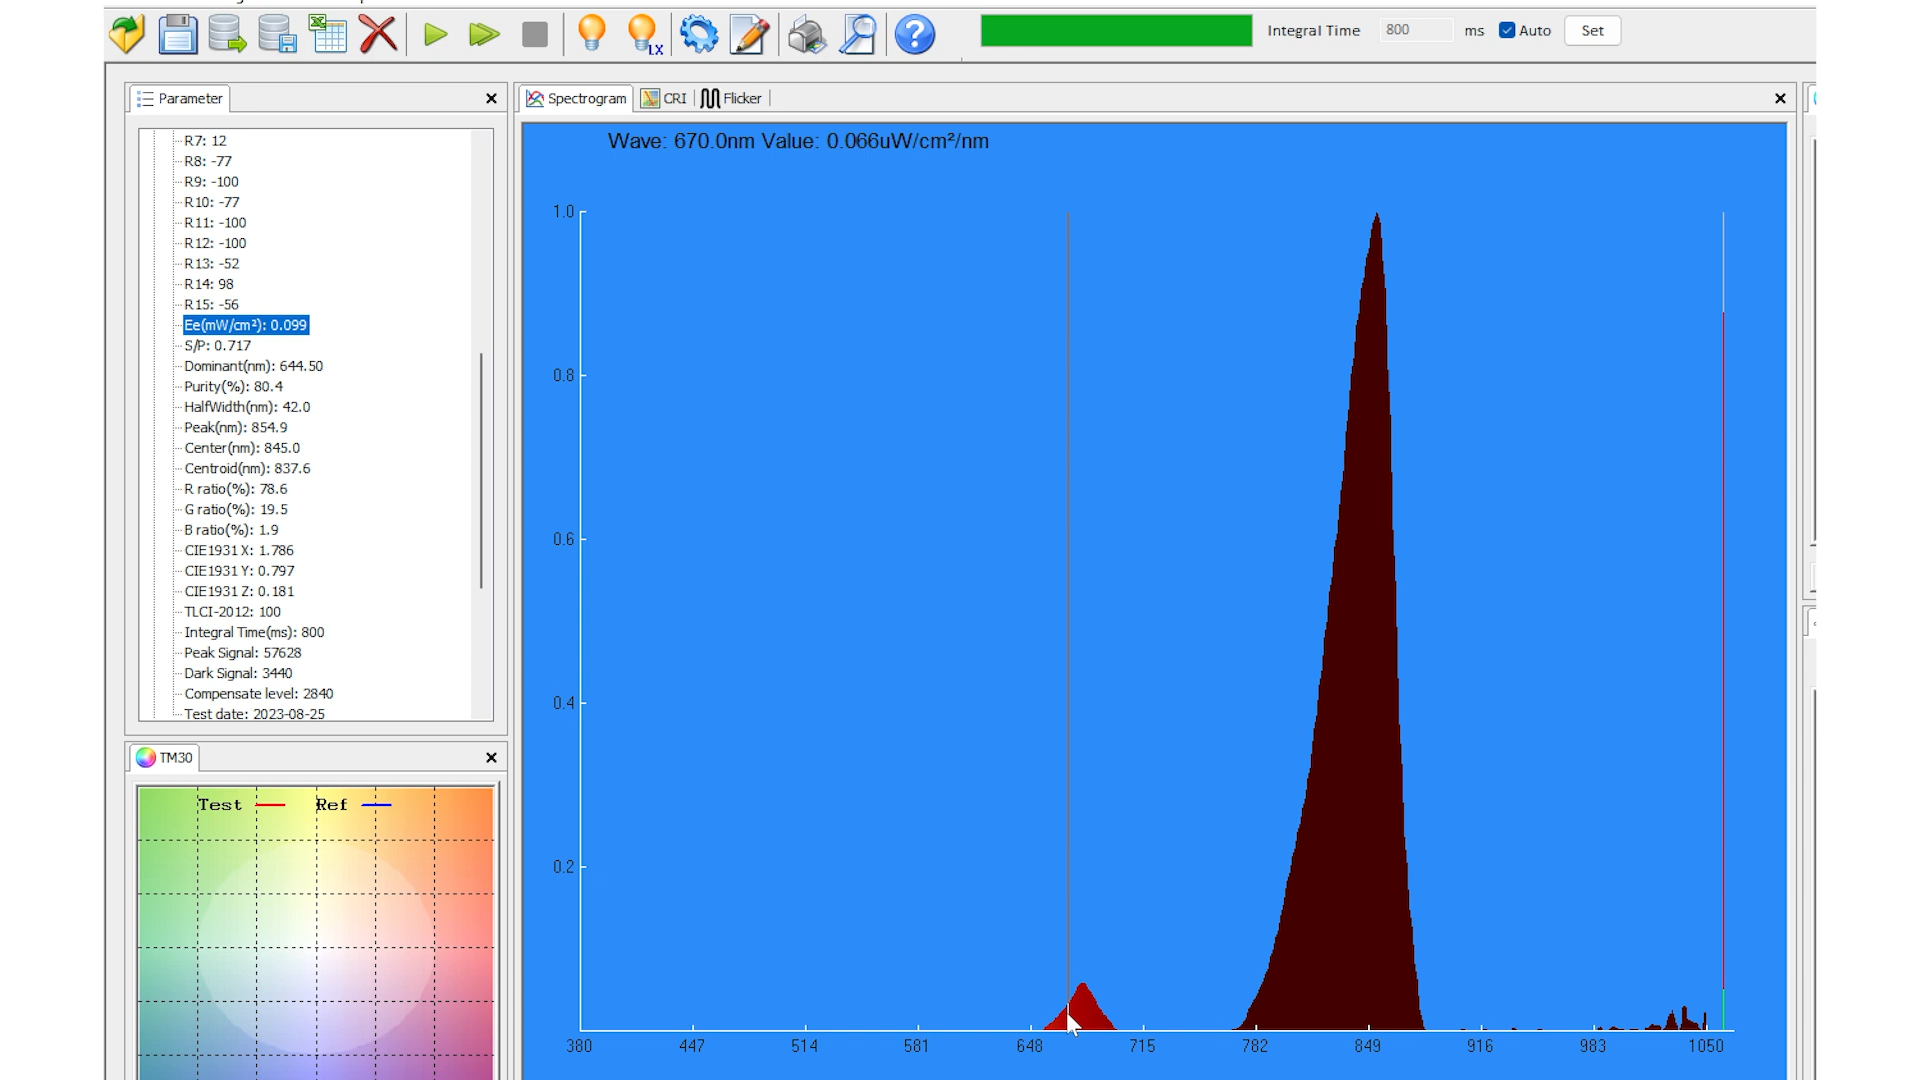 LX
Integral Time 800 ms Auto Set
Parameter
Spectrogram CRI Flicker
R7: 12
R8: -77
R9: -100
R10: -77
R11: -100
R12: -100
R13: -52
R14: 98
R15: -56
Ee(mW/cm²): 0.099
S/P: 0.717
Dominant(nm): 644.50
Purity(%): 80.4
HalfWidth(nm): 42.0
Peak(nm): 854.9
Center(nm): 845.0
Centroid(nm): 837.6
R ratio(%): 78.6
G ratio(%): 19.5
B ratio(%): 1.9
CIE1931 X: 1.786
CIE1931 Y: 0.797
CIE1931 Z: 0.181
TLCI-2012: 100
Integral Time(ms): 800
Peak Signal: 57628
Dark Signal: 3440
Compensate level: 2840
Test date: 2023-08-25
TM30
Test Ref
Wave: 670.0nm Value: 0.066uW/cm²/nm
1.0
0.8
0.6
0.4
0.2
380 447 514 581 648 715 782 849 916 983 1050